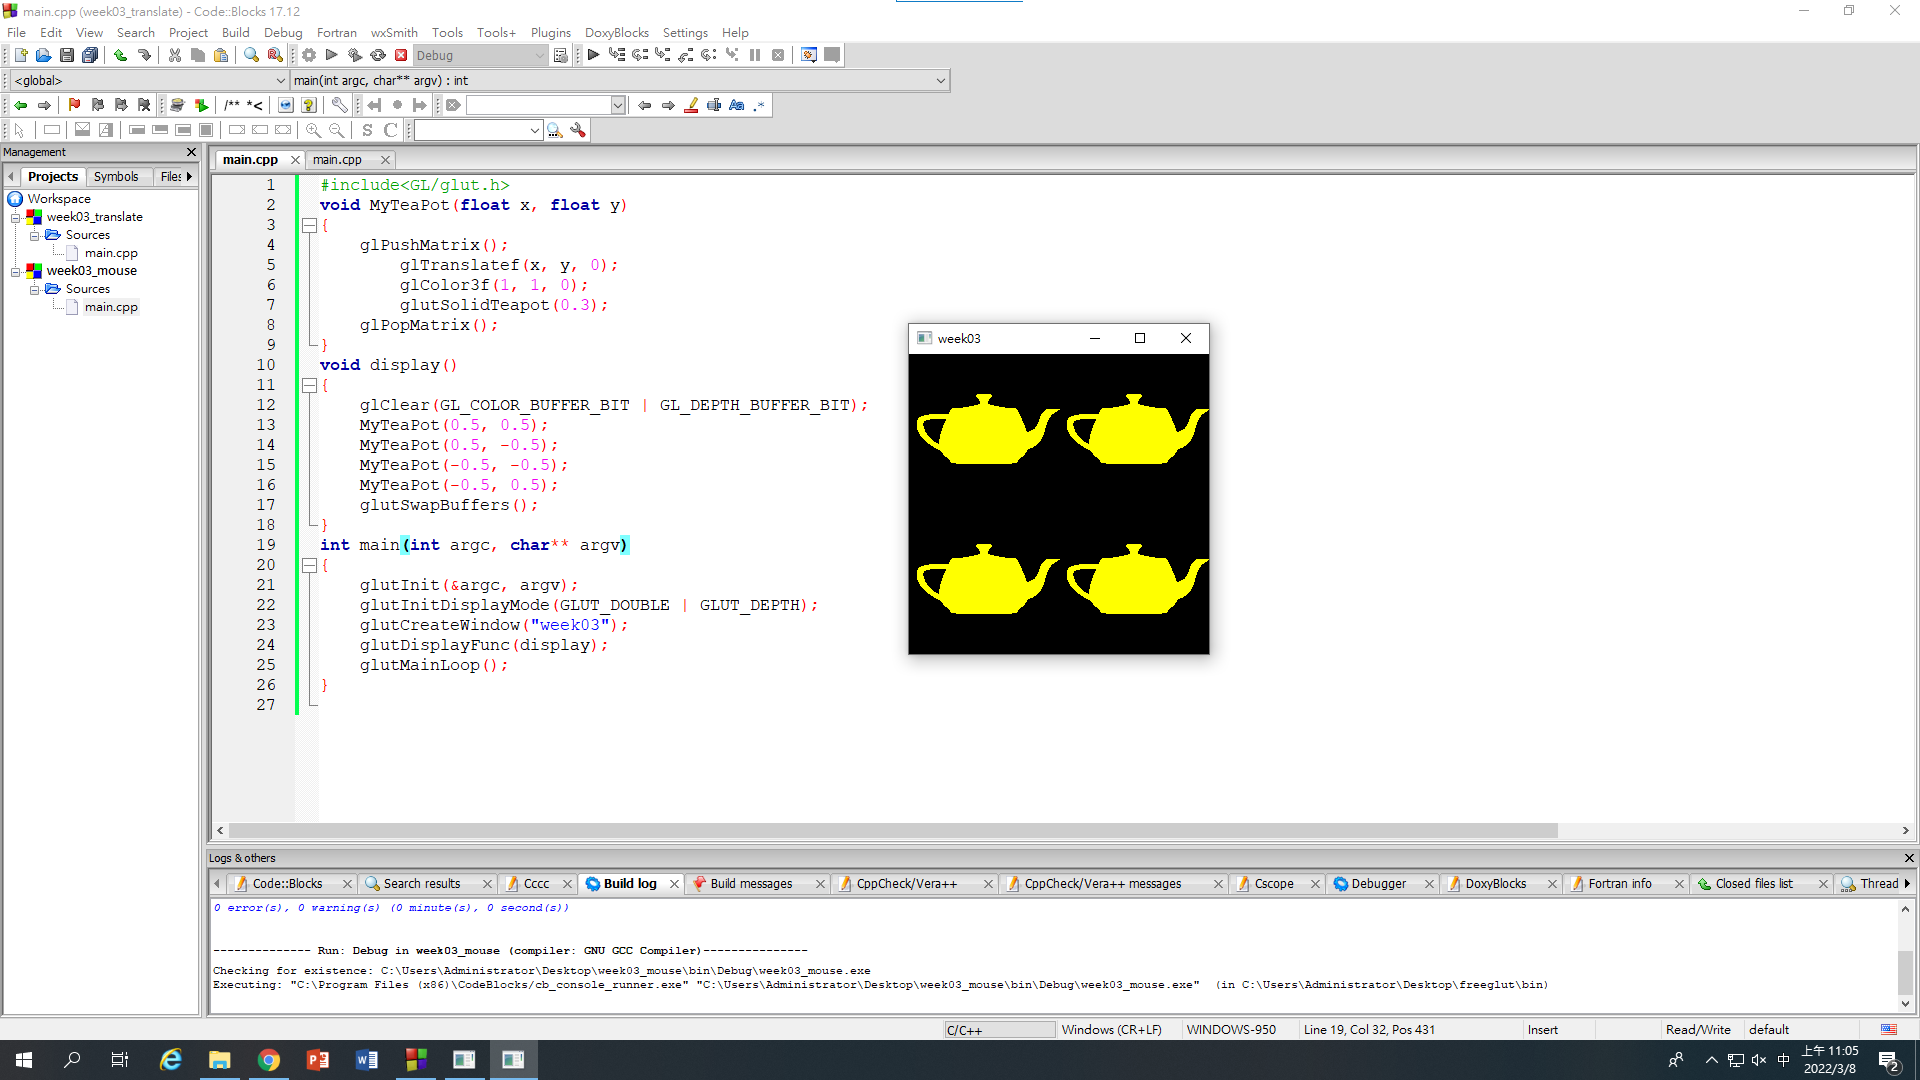 main.cpp (week03_translate) - Code::Blocks 17.12
File Edit View Search Project Build Debug Fortran wxSmith Tools Tools+ Plugins DoxyBlocks Settings Help
Debug
<global> main(int argc, char** argv) : int
/** *<
Aa .*
S C
Management
Projects Symbols Files
Workspace
week03_translate
Sources
main.cpp
week03_mouse
Sources
main.cpp
main.cpp main.cpp
1 #include<GL/glut.h>
2 void MyTeaPot(float x, float y)
3 {
4 glPushMatrix();
5 glTranslatef(x, y, 0);
6 glColor3f(1, 1, 0);
7 glutSolidTeapot(0.3);
8 glPopMatrix();
9 }
10 void display()
11 {
12 glClear(GL_COLOR_BUFFER_BIT | GL_DEPTH_BUFFER_BIT);
13 MyTeaPot(0.5, 0.5);
14 MyTeaPot(0.5, -0.5);
15 MyTeaPot(-0.5, -0.5);
16 MyTeaPot(-0.5, 0.5);
17 glutSwapBuffers();
18 }
19 int main(int argc, char** argv)
20 {
21 glutInit(&argc, argv);
22 glutInitDisplayMode(GLUT_DOUBLE | GLUT_DEPTH);
23 glutCreateWindow("week03");
24 glutDisplayFunc(display);
25 glutMainLoop();
26 }
27
week03
Logs & others
Code::Blocks Search results Cccc Build log Build messages CppCheck/Vera++ CppCheck/Vera++ messages Cscope Debugger DoxyBlocks Fortran info Closed files list Thread
0 error(s), 0 warning(s) (0 minute(s), 0 second(s))
-------------- Run: Debug in week03_mouse (compiler: GNU GCC Compiler)---------------
Checking for existence: C:\Users\Administrator\Desktop\week03_mouse\bin\Debug\week03_mouse.exe
Executing: "C:\Program Files (x86)\CodeBlocks/cb_console_runner.exe" "C:\Users\Administrator\Desktop\week03_mouse\bin\Debug\week03_mouse.exe" (in C:\Users\Administrator\Desktop\freeglut\bin)
C/C++ Windows (CR+LF) WINDOWS-950 Line 19, Col 32, Pos 431 Insert Read/Write default
中 上午 11:05
2022/3/8
2